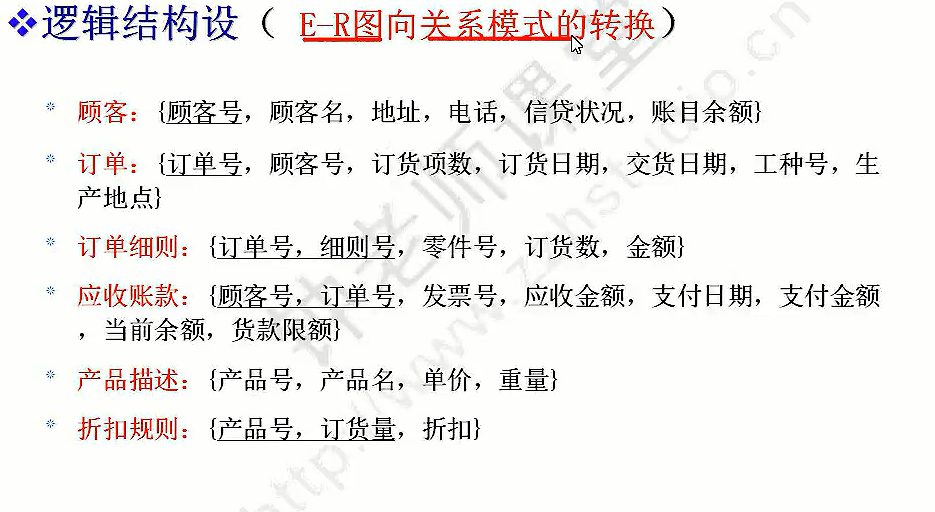 ❖逻辑结构设（ E-R图向关系模式的转换）
顾客：{顾客号，顾客名，地址，电话，信贷状况，账目余额}
订单：{订单号，顾客号，订货项数，订货日期，交货日期，工种号，生
产地点}
订单细则：{订单号，细则号，零件号，订货数，金额}
应收账款：{顾客号，订单号，发票号，应收金额，支付日期，支付金额
，当前余额，货款限额}
产品描述：{产品号，产品名，单价，重量}
折扣规则：{产品号，订货量，折扣}
钟老师课堂
http://www.zzhstudio.cn